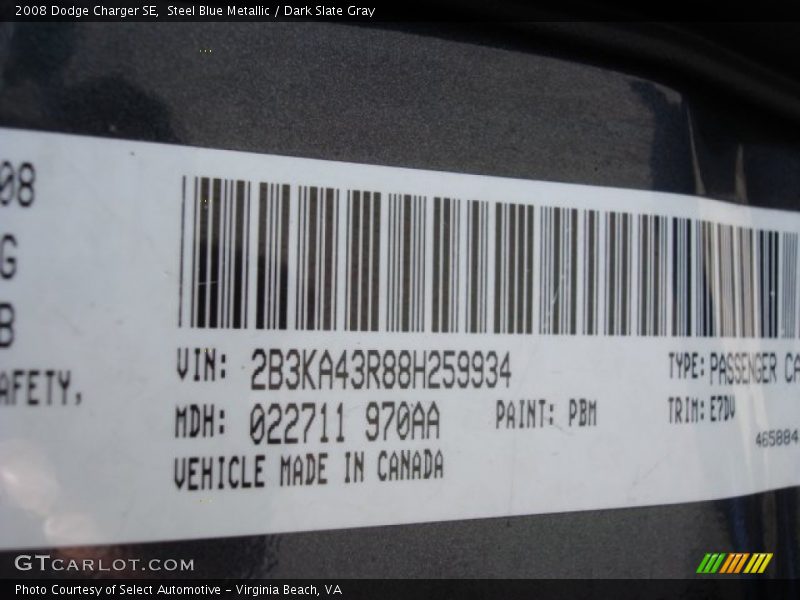 2008 Dodge Charger SE,  Steel Blue Metallic / Dark Slate Gray
08
G
B
AFETY,
VIN: 2B3KA43R88H259934
TYPE: PASSENGER CA
MDH: 022711 970AA
PAINT: PBM
TRIM: E7DV
VEHICLE MADE IN CANADA
465884
GTCARLOT.COM
Photo Courtesy of Select Automotive – Virginia Beach, VA